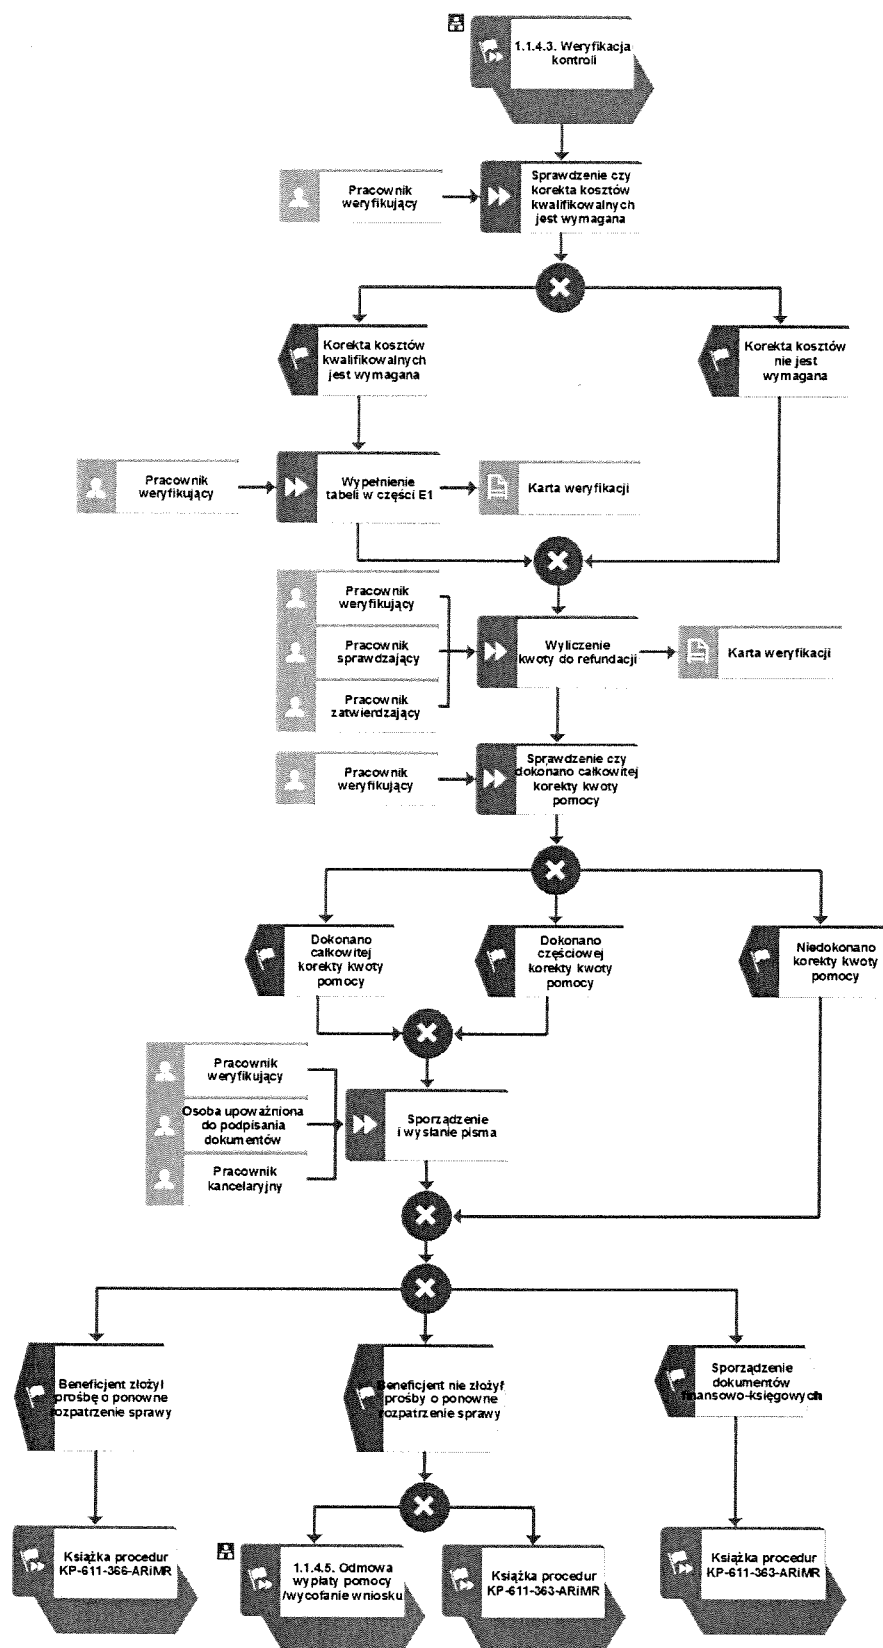 1.1.4.3. Weryfikacja
kontroli
Pracownik
weryfikujący
Sprawdzenie czy
korekta kosztów
kwalifikowalnych
jest wymagana
Korekta kosztów
kwalifikowalnych
jest wymagana
Korekta kosztów
nie jest
wymagana
Pracownik
weryfikujący
Wypełnienie
tabeli w części E1
Karta weryfikacji
Pracownik
weryfikujący
Pracownik
sprawdzający
Pracownik
zatwierdzający
Wyliczenie
kwoty do refundacji
Karta weryfikacji
Pracownik
weryfikujący
Sprawdzenie czy
dokonano całkowitej
korekty kwoty
pomocy
Dokonano
całkowitej
korekty kwoty
pomocy
Dokonano
częściowej
korekty kwoty
pomocy
Niedokonano
korekty kwoty
pomocy
Pracownik
weryfikujący
Osoba upoważniona
do podpisania
dokumentów
Pracownik
kancelaryjny
Sporządzenie
i wysłanie pisma
Beneficjent złożył
prośbę o ponowne
rozpatrzenie sprawy
Beneficjent nie złożył
prośby o ponowne
rozpatrzenie sprawy
Sporządzenie
dokumentów
finansowo-księgowych
Książka procedur
KP-611-366-ARiMR
1.1.4.5. Odmowa
wypłaty pomocy
/wycofanie wniosku
Książka procedur
KP-611-363-ARiMR
Książka procedur
KP-611-363-ARiMR